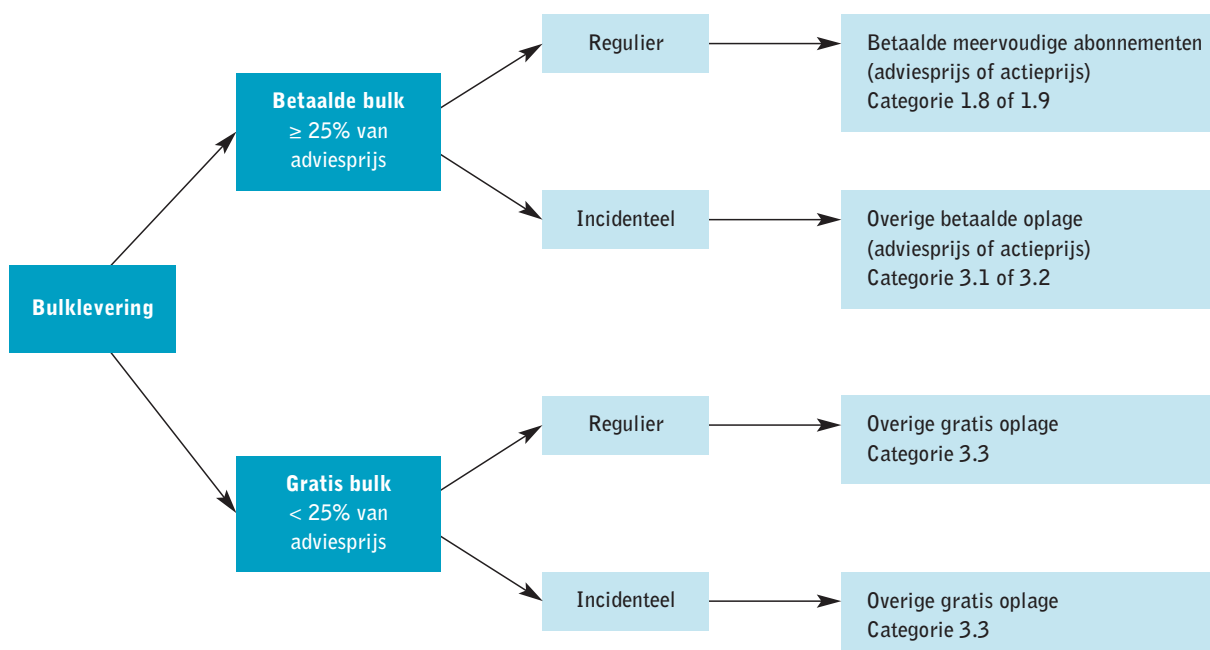 Bulklevering
Betaalde bulk
≥ 25% van
adviesprijs
Regulier
Betaalde meervoudige abonnementen
(adviesprijs of actieprijs)
Categorie 1.8 of 1.9
Incidenteel
Overige betaalde oplage
(adviesprijs of actieprijs)
Categorie 3.1 of 3.2
Gratis bulk
< 25% van
adviesprijs
Regulier
Overige gratis oplage
Categorie 3.3
Incidenteel
Overige gratis oplage
Categorie 3.3